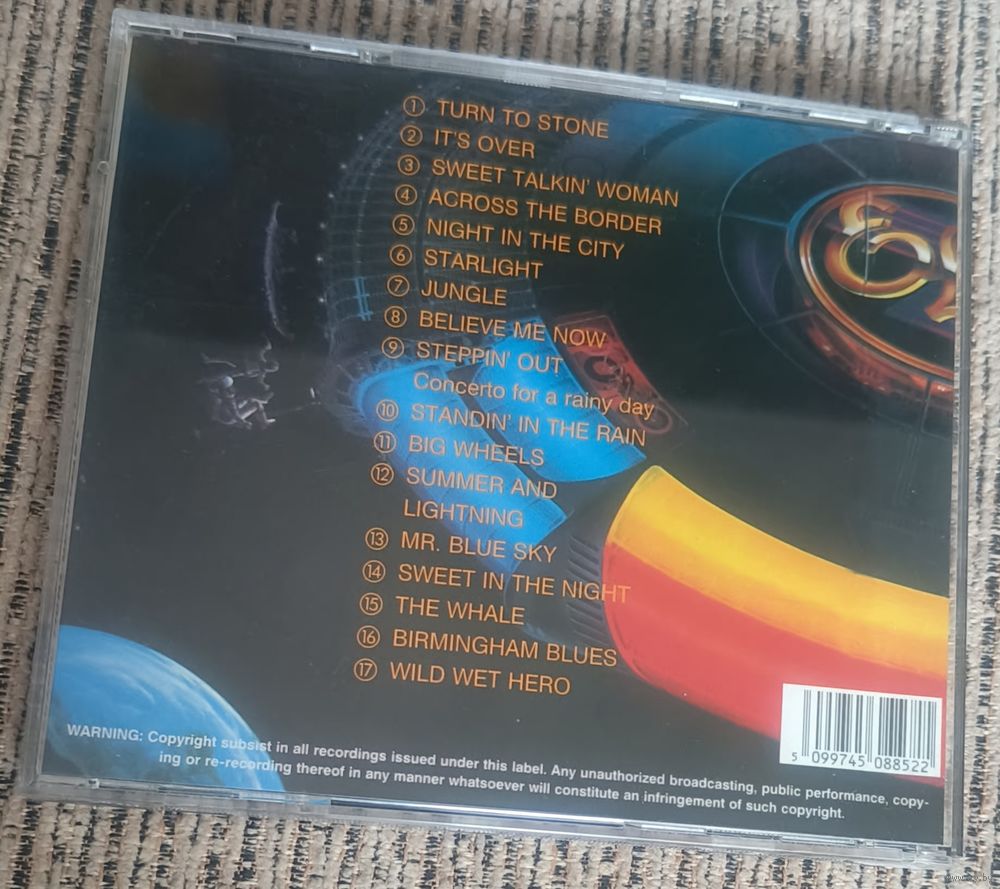 ① TURN TO STONE
② IT'S OVER
③ SWEET TALKIN' WOMAN
④ ACROSS THE BORDER
⑤ NIGHT IN THE CITY
⑥ STARLIGHT
⑦ JUNGLE
⑧ BELIEVE ME NOW
⑨ STEPPIN' OUT
Concerto for a rainy day
⑩ STANDIN' IN THE RAIN
⑪ BIG WHEELS
⑫ SUMMER AND
LIGHTNING
⑬ MR. BLUE SKY
⑭ SWEET IN THE NIGHT
⑮ THE WHALE
⑯ BIRMINGHAM BLUES
⑰ WILD WET HERO
5 099745 088522
WARNING: Copyright subsist in all recordings issued under this label. Any unauthorized broadcasting, public performance, copy-
ing or re-recording thereof in any manner whatsoever will constitute an infringement of such copyright.